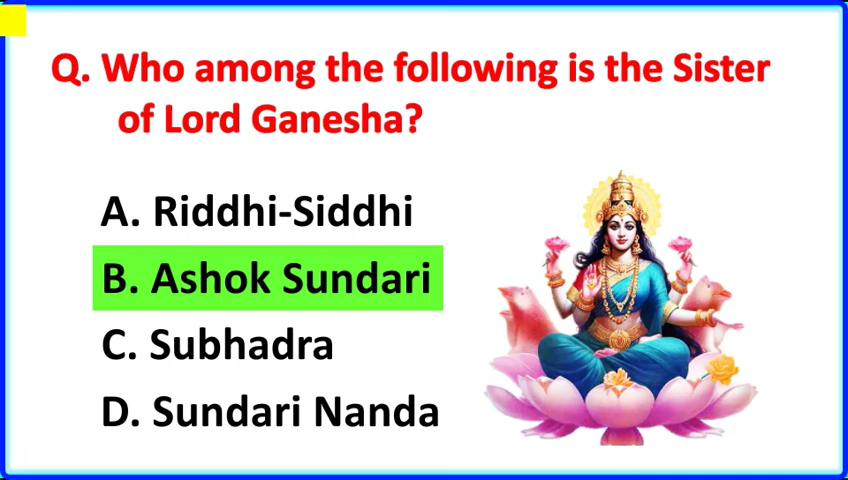 Q. Who among the following is the Sister
of Lord Ganesha?
A. Riddhi-Siddhi
B. Ashok Sundari
C. Subhadra
D. Sundari Nanda